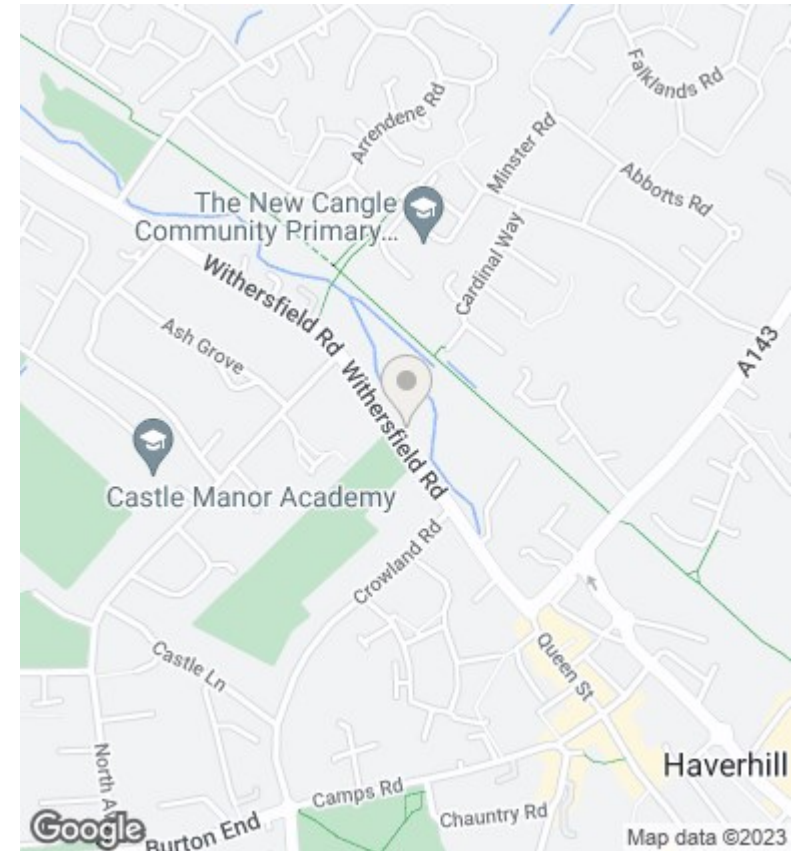 Falklands Rd
Arrendene Rd
Minster Rd
Abbotts Rd
The New Cangle
Community Primary...
Cardinal Way
Withersfield Rd
Ash Grove
A143
Withersfield Rd
Castle Manor Academy
Crowland Rd
Queen St
Castle Ln
North Av
Haverhill
Camps Rd
Chauntry Rd
Burton End
Google
Map data ©2023